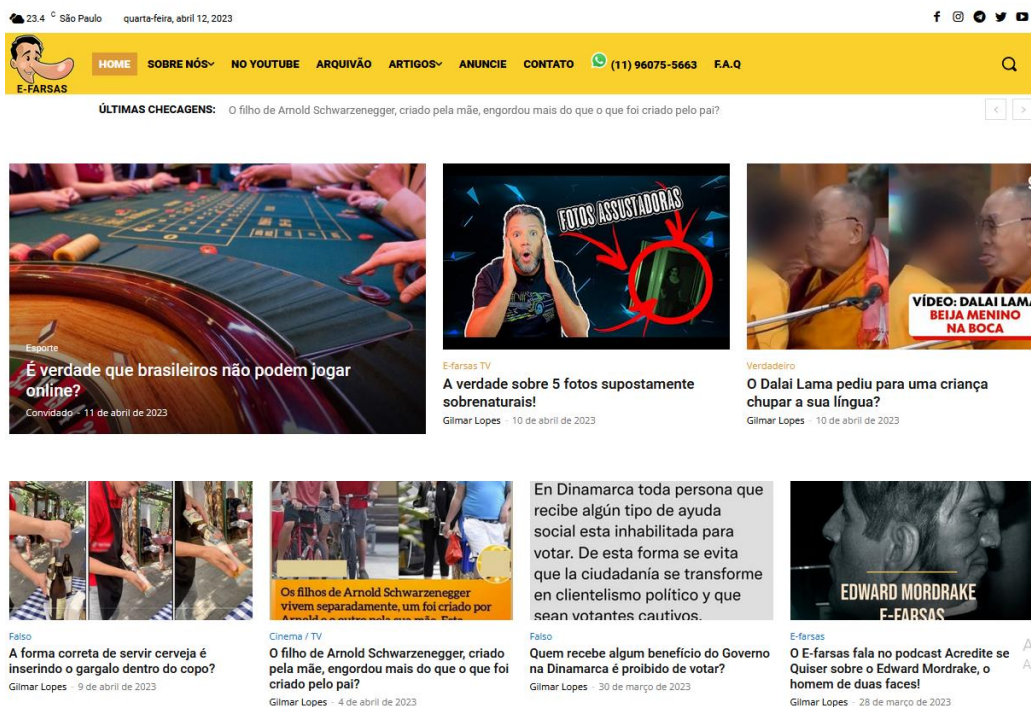 23.4 C São Paulo quarta-feira, abril 12, 2023
E-FARSAS
HOME SOBRE NÓS NO YOUTUBE ARQUIVÃO ARTIGOS ANUNCIE CONTATO (11) 96075-5663 F.A.Q
ÚLTIMAS CHECAGENS: O filho de Arnold Schwarzenegger, criado pela mãe, engordou mais do que o que foi criado pelo pai?
Esporte
É verdade que brasileiros não podem jogar
online?
Convidado - 11 de abril de 2023
FOTOS ASSUSTADORAS
E-farsas TV
A verdade sobre 5 fotos supostamente
sobrenaturais!
Gilmar Lopes - 10 de abril de 2023
VÍDEO: DALAI LAMA
BEIJA MENINO
NA BOCA
Verdadeiro
O Dalai Lama pediu para uma criança
chupar a sua língua?
Gilmar Lopes - 10 de abril de 2023
Falso
A forma correta de servir cerveja é
inserindo o gargalo dentro do copo?
Gilmar Lopes - 9 de abril de 2023
Os filhos de Arnold Schwarzenegger
vivem separadamente, um foi criado por
Arnold e o outro pela sua mãe. Este
Cinema / TV
O filho de Arnold Schwarzenegger, criado
pela mãe, engordou mais do que o que foi
criado pelo pai?
Gilmar Lopes - 4 de abril de 2023
En Dinamarca toda persona que
recibe algún tipo de ayuda
social esta inhabilitada para
votar. De esta forma se evita
que la ciudadanía se transforme
en clientelismo político y que
sean votantes cautivos.
Falso
Quem recebe algum benefício do Governo
na Dinamarca é proibido de votar?
Gilmar Lopes - 30 de março de 2023
EDWARD MORDRAKE
E-FARSAS
E-farsas
O E-farsas fala no podcast Acredite se
Quiser sobre o Edward Mordrake, o
homem de duas faces!
Gilmar Lopes - 28 de março de 2023